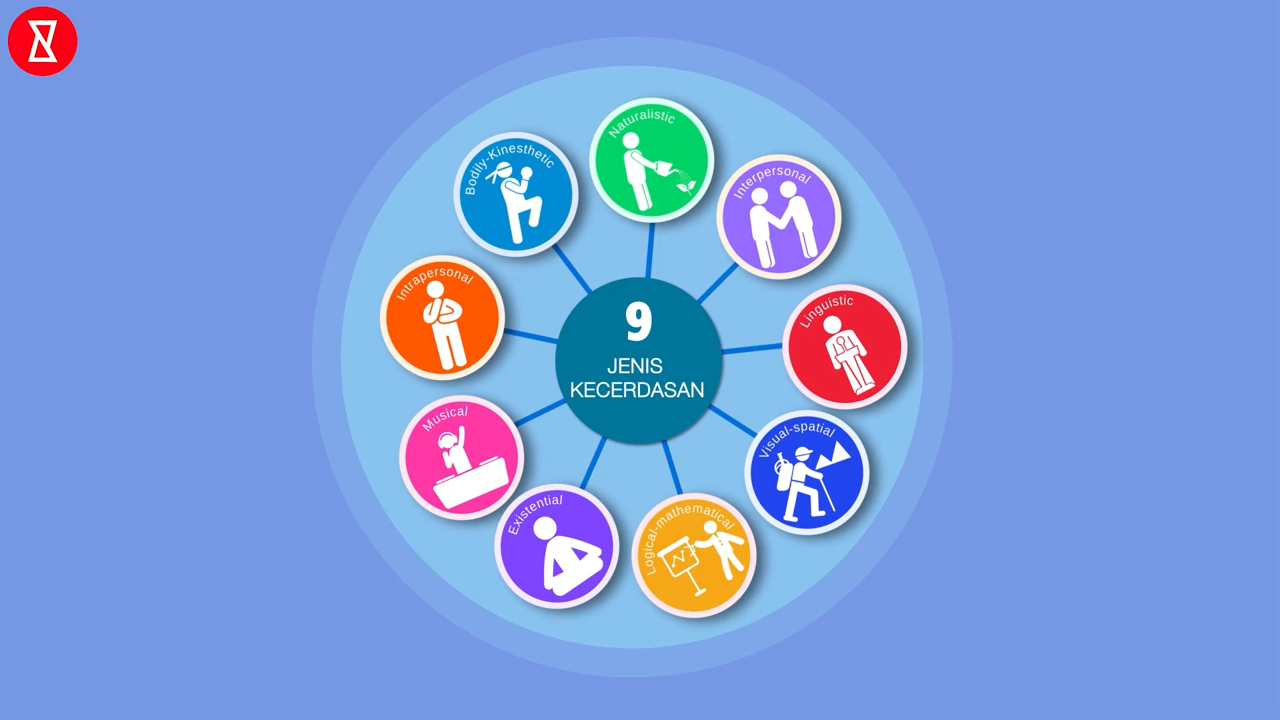 9
JENIS
KECERDASAN
Naturalistic
Interpersonal
Linguistic
Visual-spatial
Logical-mathematical
Existential
Musical
Intrapersonal
Bodily-Kinesthetic